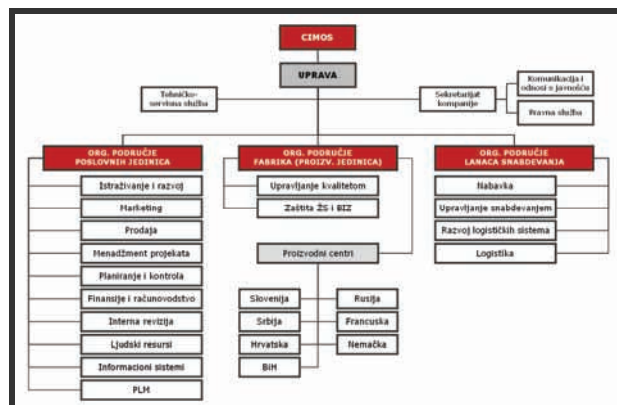 CIMOS
UPRAVA
Tehničko-
servisna služba
Sekretarijat
kompanije
Komunikacija i
odnosi s javnošću
Pravna služba
ORG. PODRUČJE
POSLOVNIH JEDINICA
Istraživanje i razvoj
Marketing
Prodaja
Menadžment projekata
Planiranje i kontrola
Finansije i računovodstvo
Interna revizija
Ljudski resursi
Informacioni sistemi
PLM
ORG. PODRUČJE
FABRIKA (PROIZV. JEDINICA)
Upravljanje kvalitetom
Zaštita ŽS i BIZ
Proizvodni centri
Slovenija
Rusija
Srbija
Francuska
Hrvatska
Nemačka
BiH
ORG. PODRUČJE
LANACA SNABDEVANJA
Nabavka
Upravljanje snabdevanjem
Razvoj logističkih sistema
Logistika